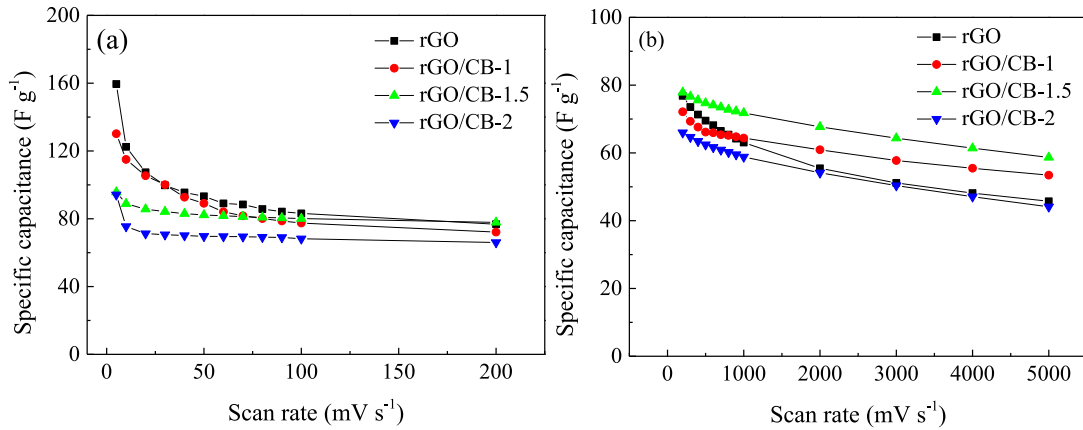 (a)
rGO
rGO/CB-1
rGO/CB-1.5
rGO/CB-2
Specific capacitance (F g⁻¹)
200
160
120
80
40
0
0 50 100 150 200
Scan rate (mV s⁻¹)
(b)
rGO
rGO/CB-1
rGO/CB-1.5
rGO/CB-2
Specific capacitance (F g⁻¹)
100
80
60
40
20
0
0 1000 2000 3000 4000 5000
Scan rate (mV s⁻¹)